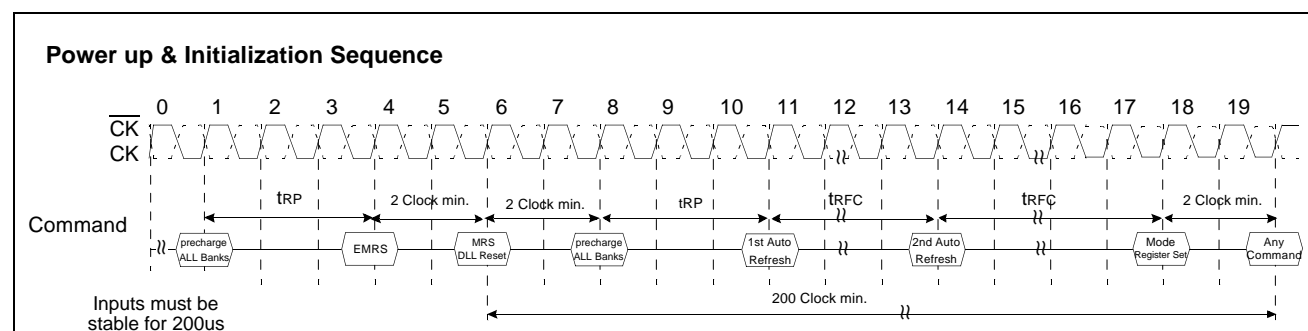 Power up & Initialization Sequence
0 1 2 3 4 5 6 7 8 9 10 11 12 13 14 15 16 17 18 19
CK
CK
tRP 2 Clock min. 2 Clock min. tRP tRFC tRFC 2 Clock min.
Command
precharge
ALL Banks
EMRS
MRS
DLL Reset
precharge
ALL Banks
1st Auto
Refresh
2nd Auto
Refresh
Mode
Register Set
Any
Command
200 Clock min.
Inputs must be
stable for 200us